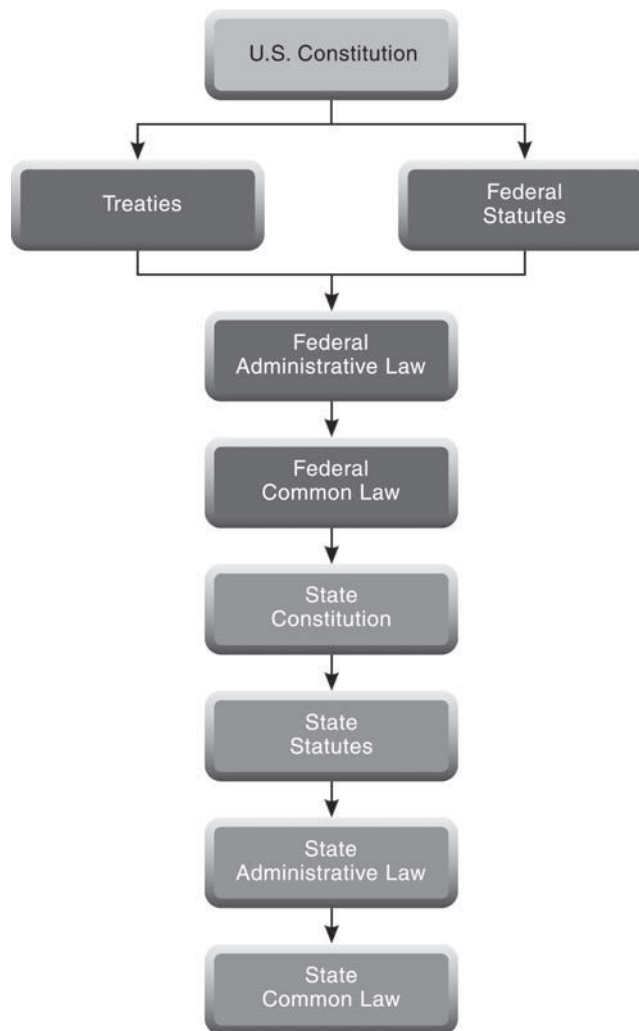 U.S. Constitution
Treaties
Federal
Statutes
Federal
Administrative Law
Federal
Common Law
State
Constitution
State
Statutes
State
Administrative Law
State
Common Law